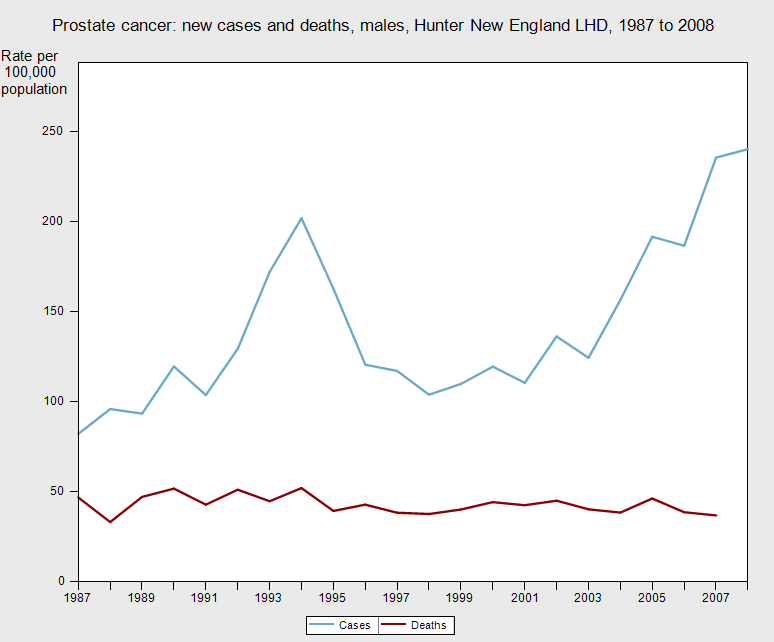 Prostate cancer: new cases and deaths, males, Hunter New England LHD, 1987 to 2008
Rate per
100,000
population
250
200
150
100
50
0
1987 1989 1991 1993 1995 1997 1999 2001 2003 2005 2007
Cases Deaths